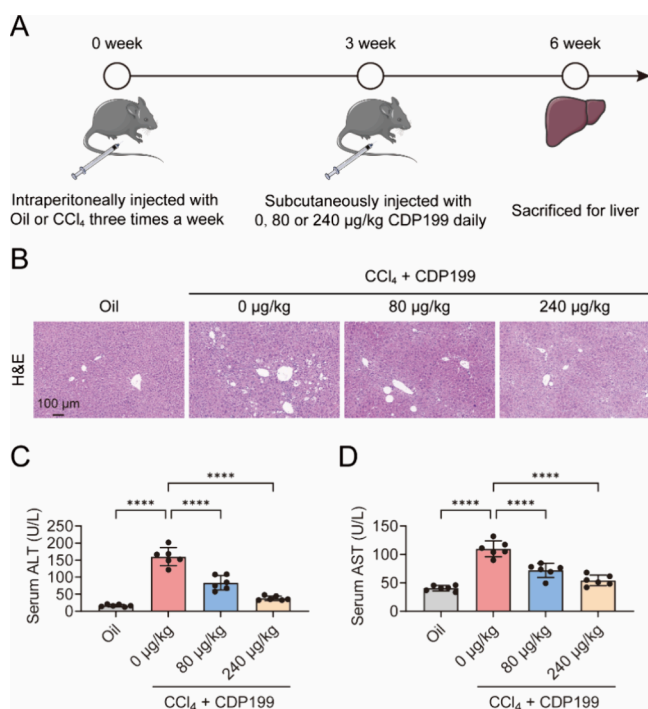 A
0 week 3 week 6 week
Intraperitoneally injected with
Oil or CCl₄ three times a week
Subcutaneously injected with
0, 80 or 240 μg/kg CDP199 daily
Sacrificed for liver
B
CCl₄ + CDP199
Oil 0 μg/kg 80 μg/kg 240 μg/kg
H&E
100 μm
C
****
**** ****
Serum ALT (U/L)
250
200
150
100
50
0
Oil 0 μg/kg 80 μg/kg 240 μg/kg
CCl₄ + CDP199
D
****
**** ****
Serum AST (U/L)
150
100
50
0
Oil 0 μg/kg 80 μg/kg 240 μg/kg
CCl₄ + CDP199